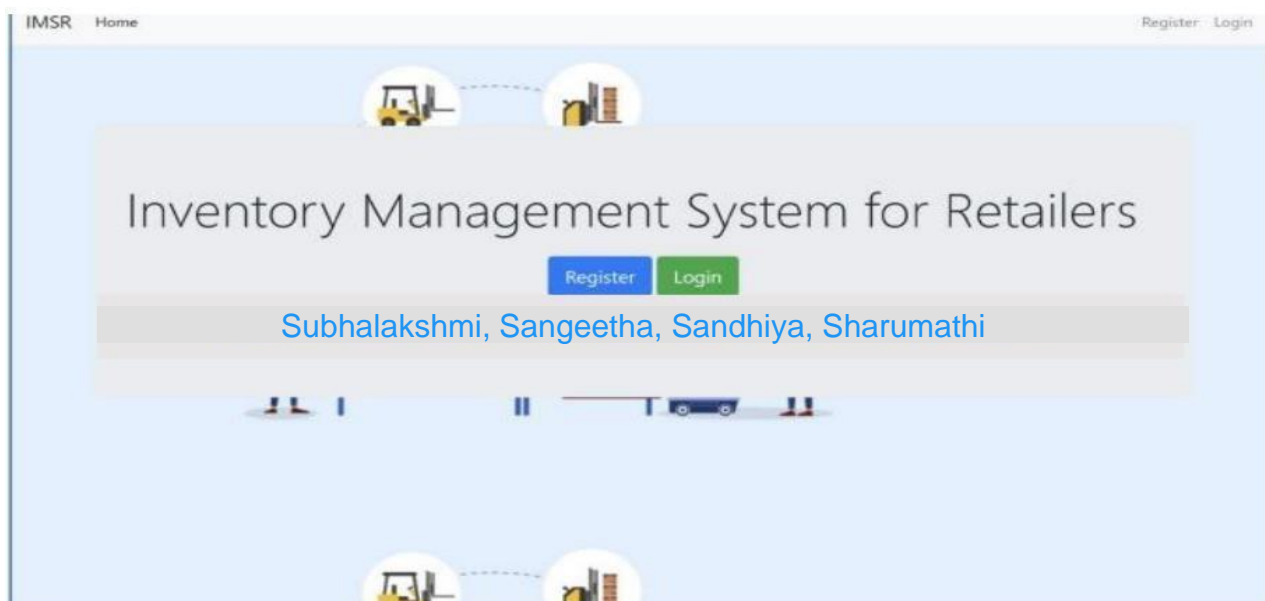 IMSR Home Register Login
Inventory Management System for Retailers
Register Login
Subhalakshmi, Sangeetha, Sandhiya, Sharumathi